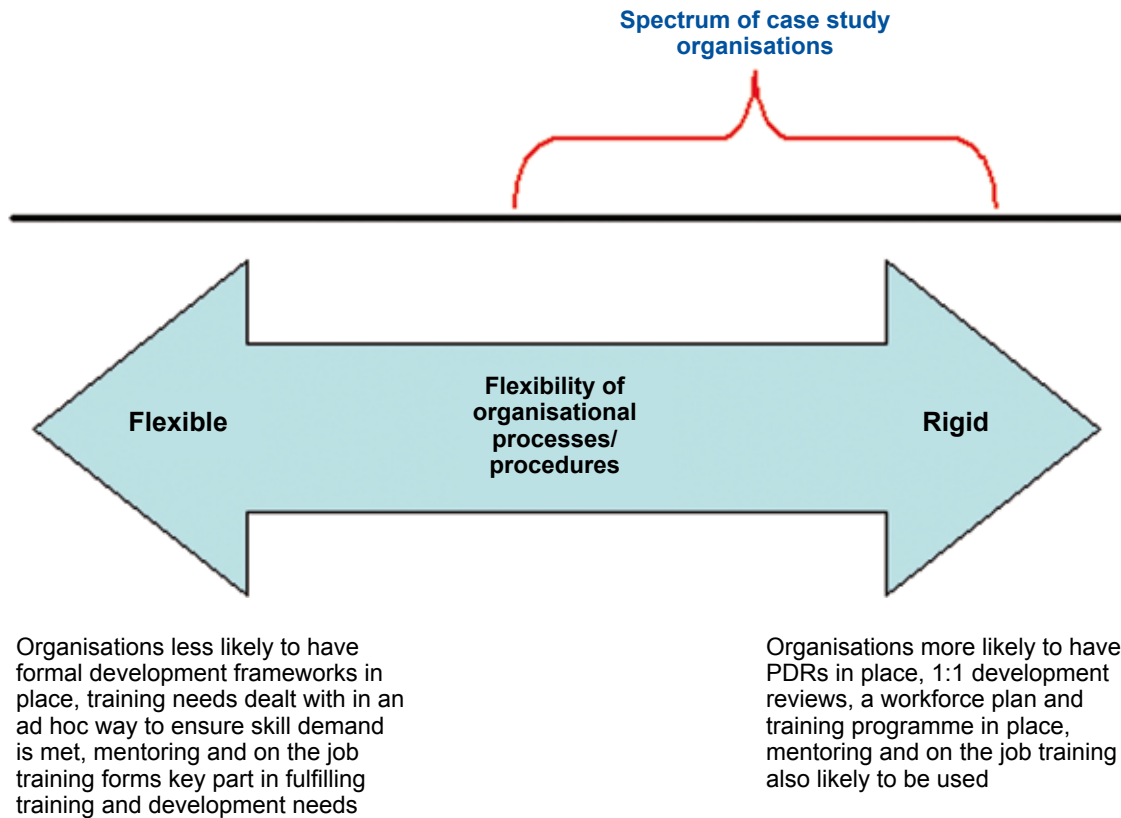 Spectrum of case study
organisations
Flexible
Flexibility of
organisational
processes/
procedures
Rigid
Organisations less likely to have
formal development frameworks in
place, training needs dealt with in an
ad hoc way to ensure skill demand
is met, mentoring and on the job
training forms key part in fulfilling
training and development needs
Organisations more likely to have
PDRs in place, 1:1 development
reviews, a workforce plan and
training programme in place,
mentoring and on the job training
also likely to be used